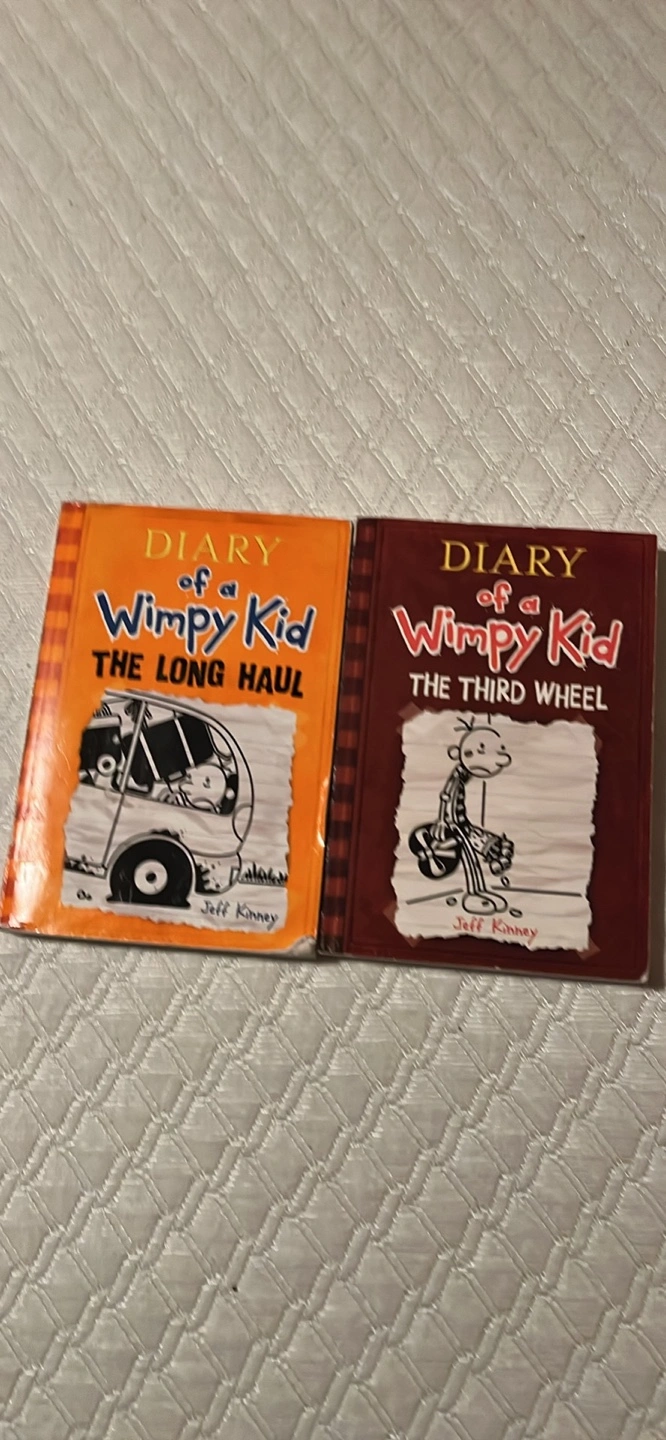 DIARY
of a
Wimpy Kid
THE LONG HAUL
Jeff Kinney
DIARY
of a
Wimpy Kid
THE THIRD WHEEL
Jeff Kinney